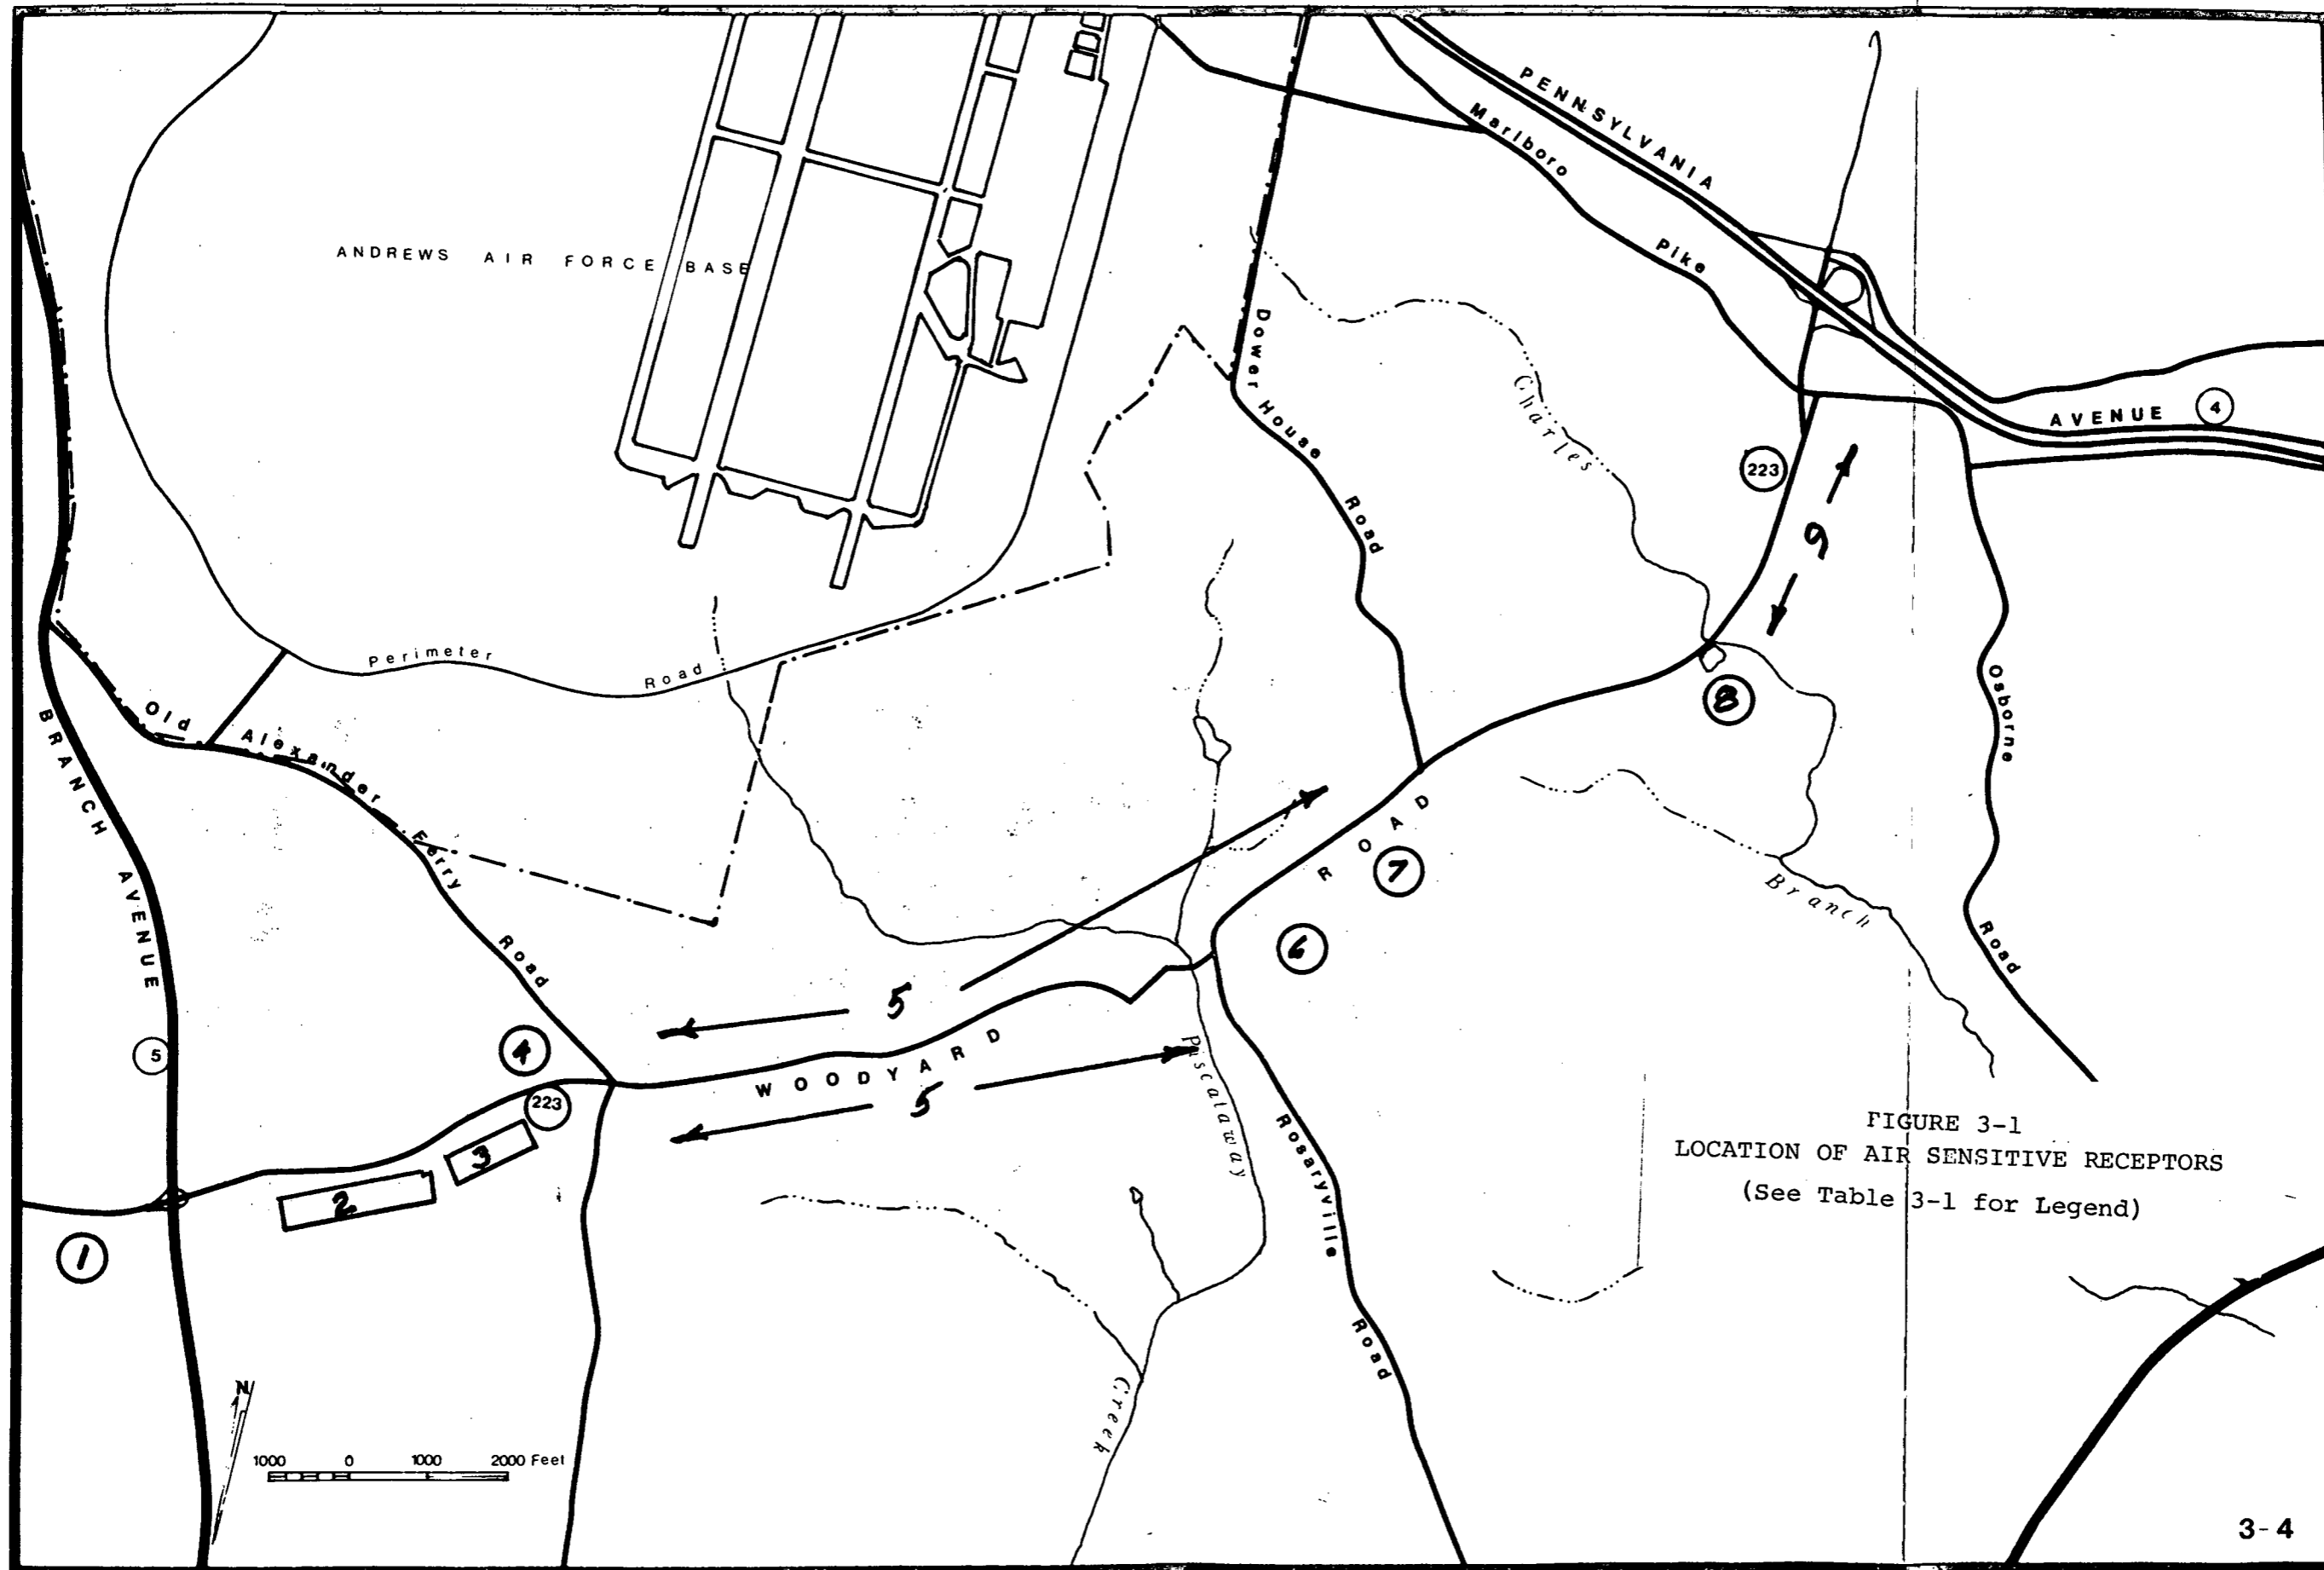 PENNSYLVANIA
Marlboro Pike
ANDREWS AIR FORCE BASE
Dower House Road
Charles
AVENUE 4
223
9
Perimeter Road
Old Alexander Ferry Road
BRANCH AVENUE
5
8
Osborne Road
7
Branch
6
5
4
WOODYARD ROAD
223
5
Piscataway Creek
3
2
1
Rosaryville Road
FIGURE 3-1
LOCATION OF AIR SENSITIVE RECEPTORS
(See Table 3-1 for Legend)
N
1000 0 1000 2000 Feet
3-4